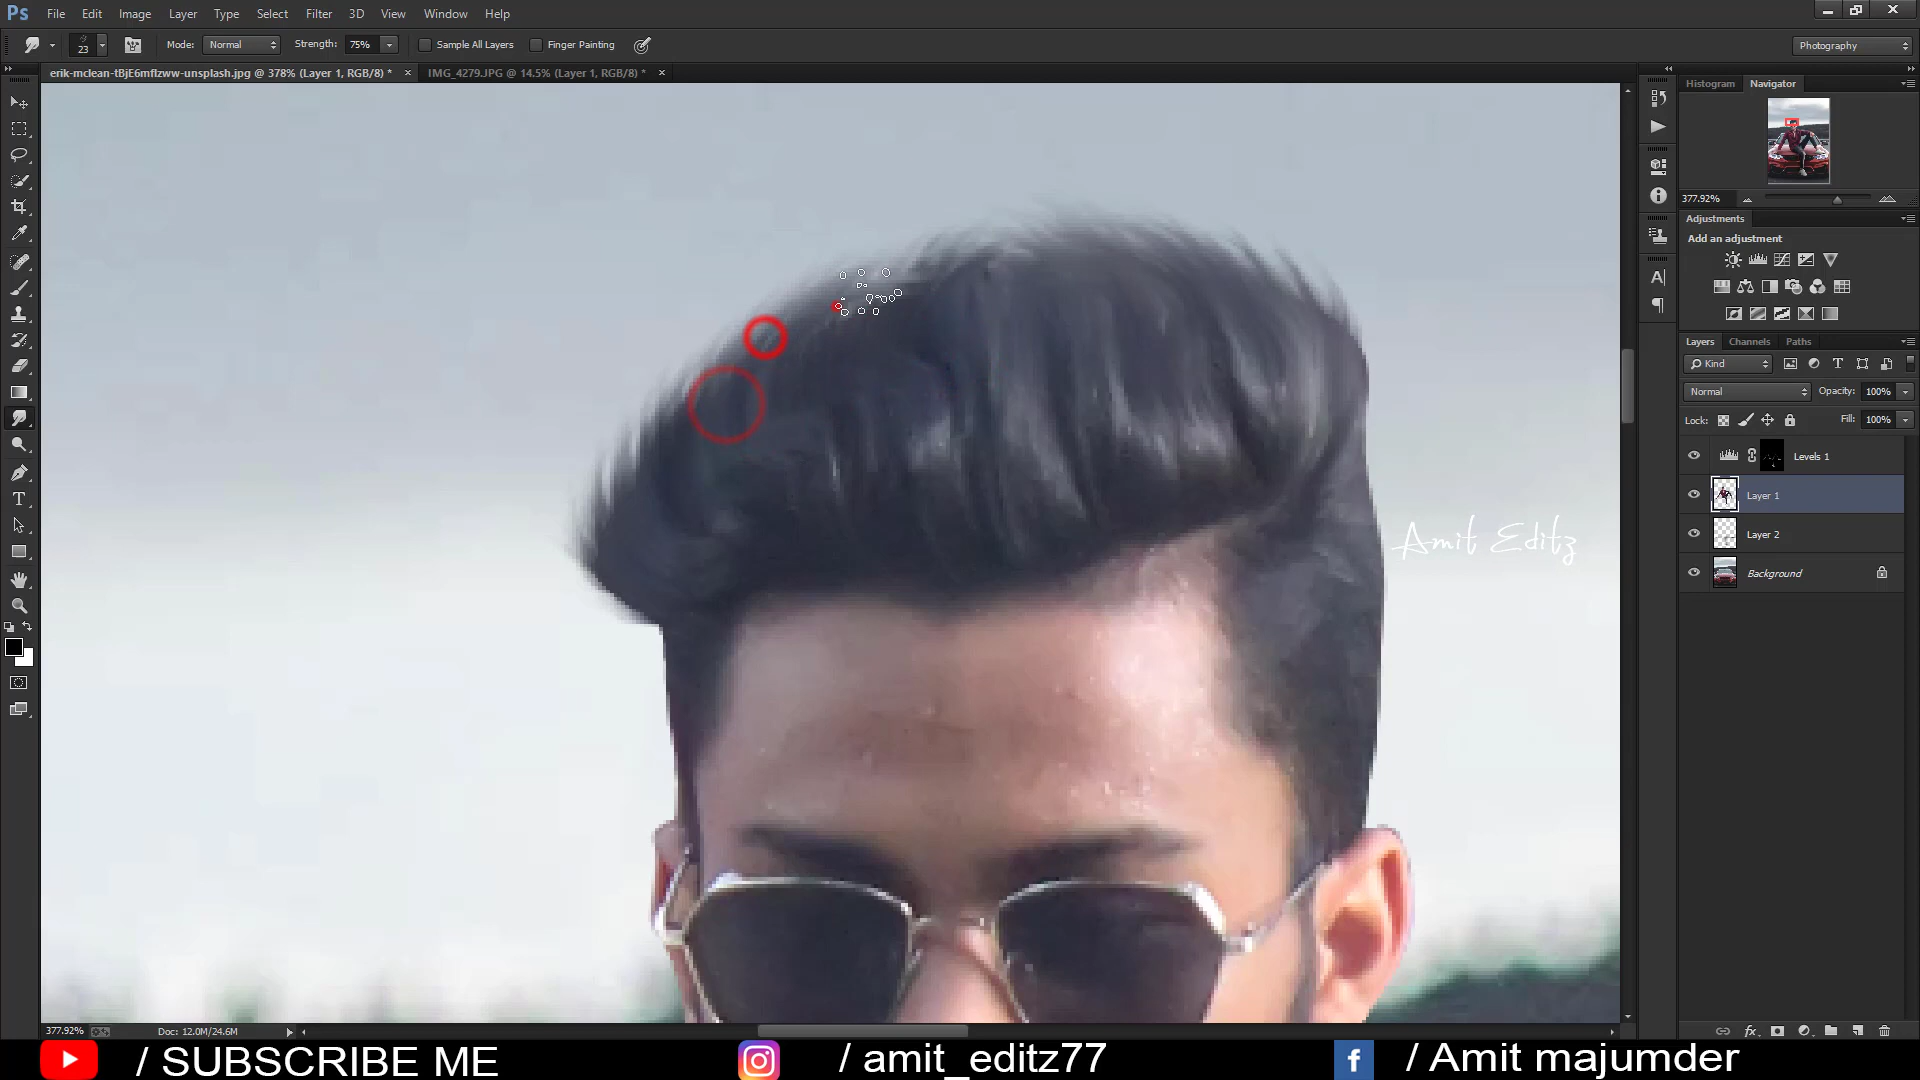 Ps File Edit Image Layer Type Select Filter 3D View Window Help
23 Mode: Normal Strength: 75% Sample All Layers Finger Painting Photography
erik-mclean-tBjE6mflzww-unsplash.jpg @ 378% (Layer 1, RGB/8) * IMG_4279.JPG @ 14.5% (Layer 1, RGB/8) *
Histogram Navigator
377.92%
Adjustments
Add an adjustment
Layers Channels Paths
Kind
Normal Opacity: 100%
Lock: Fill: 100%
Levels 1
Layer 1
Layer 2
Background
Amit Editz
377.92% Doc: 12.0M/24.6M
/ SUBSCRIBE ME / amit_editz77 / Amit majumder